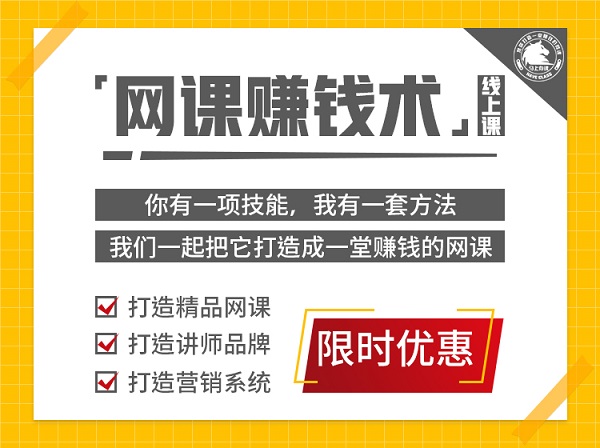 「网课赚钱术」线上课
你有一项技能，我有一套方法
我们一起把它打造成一堂赚钱的网课
打造精品网课
打造讲师品牌
打造营销系统
限时优惠